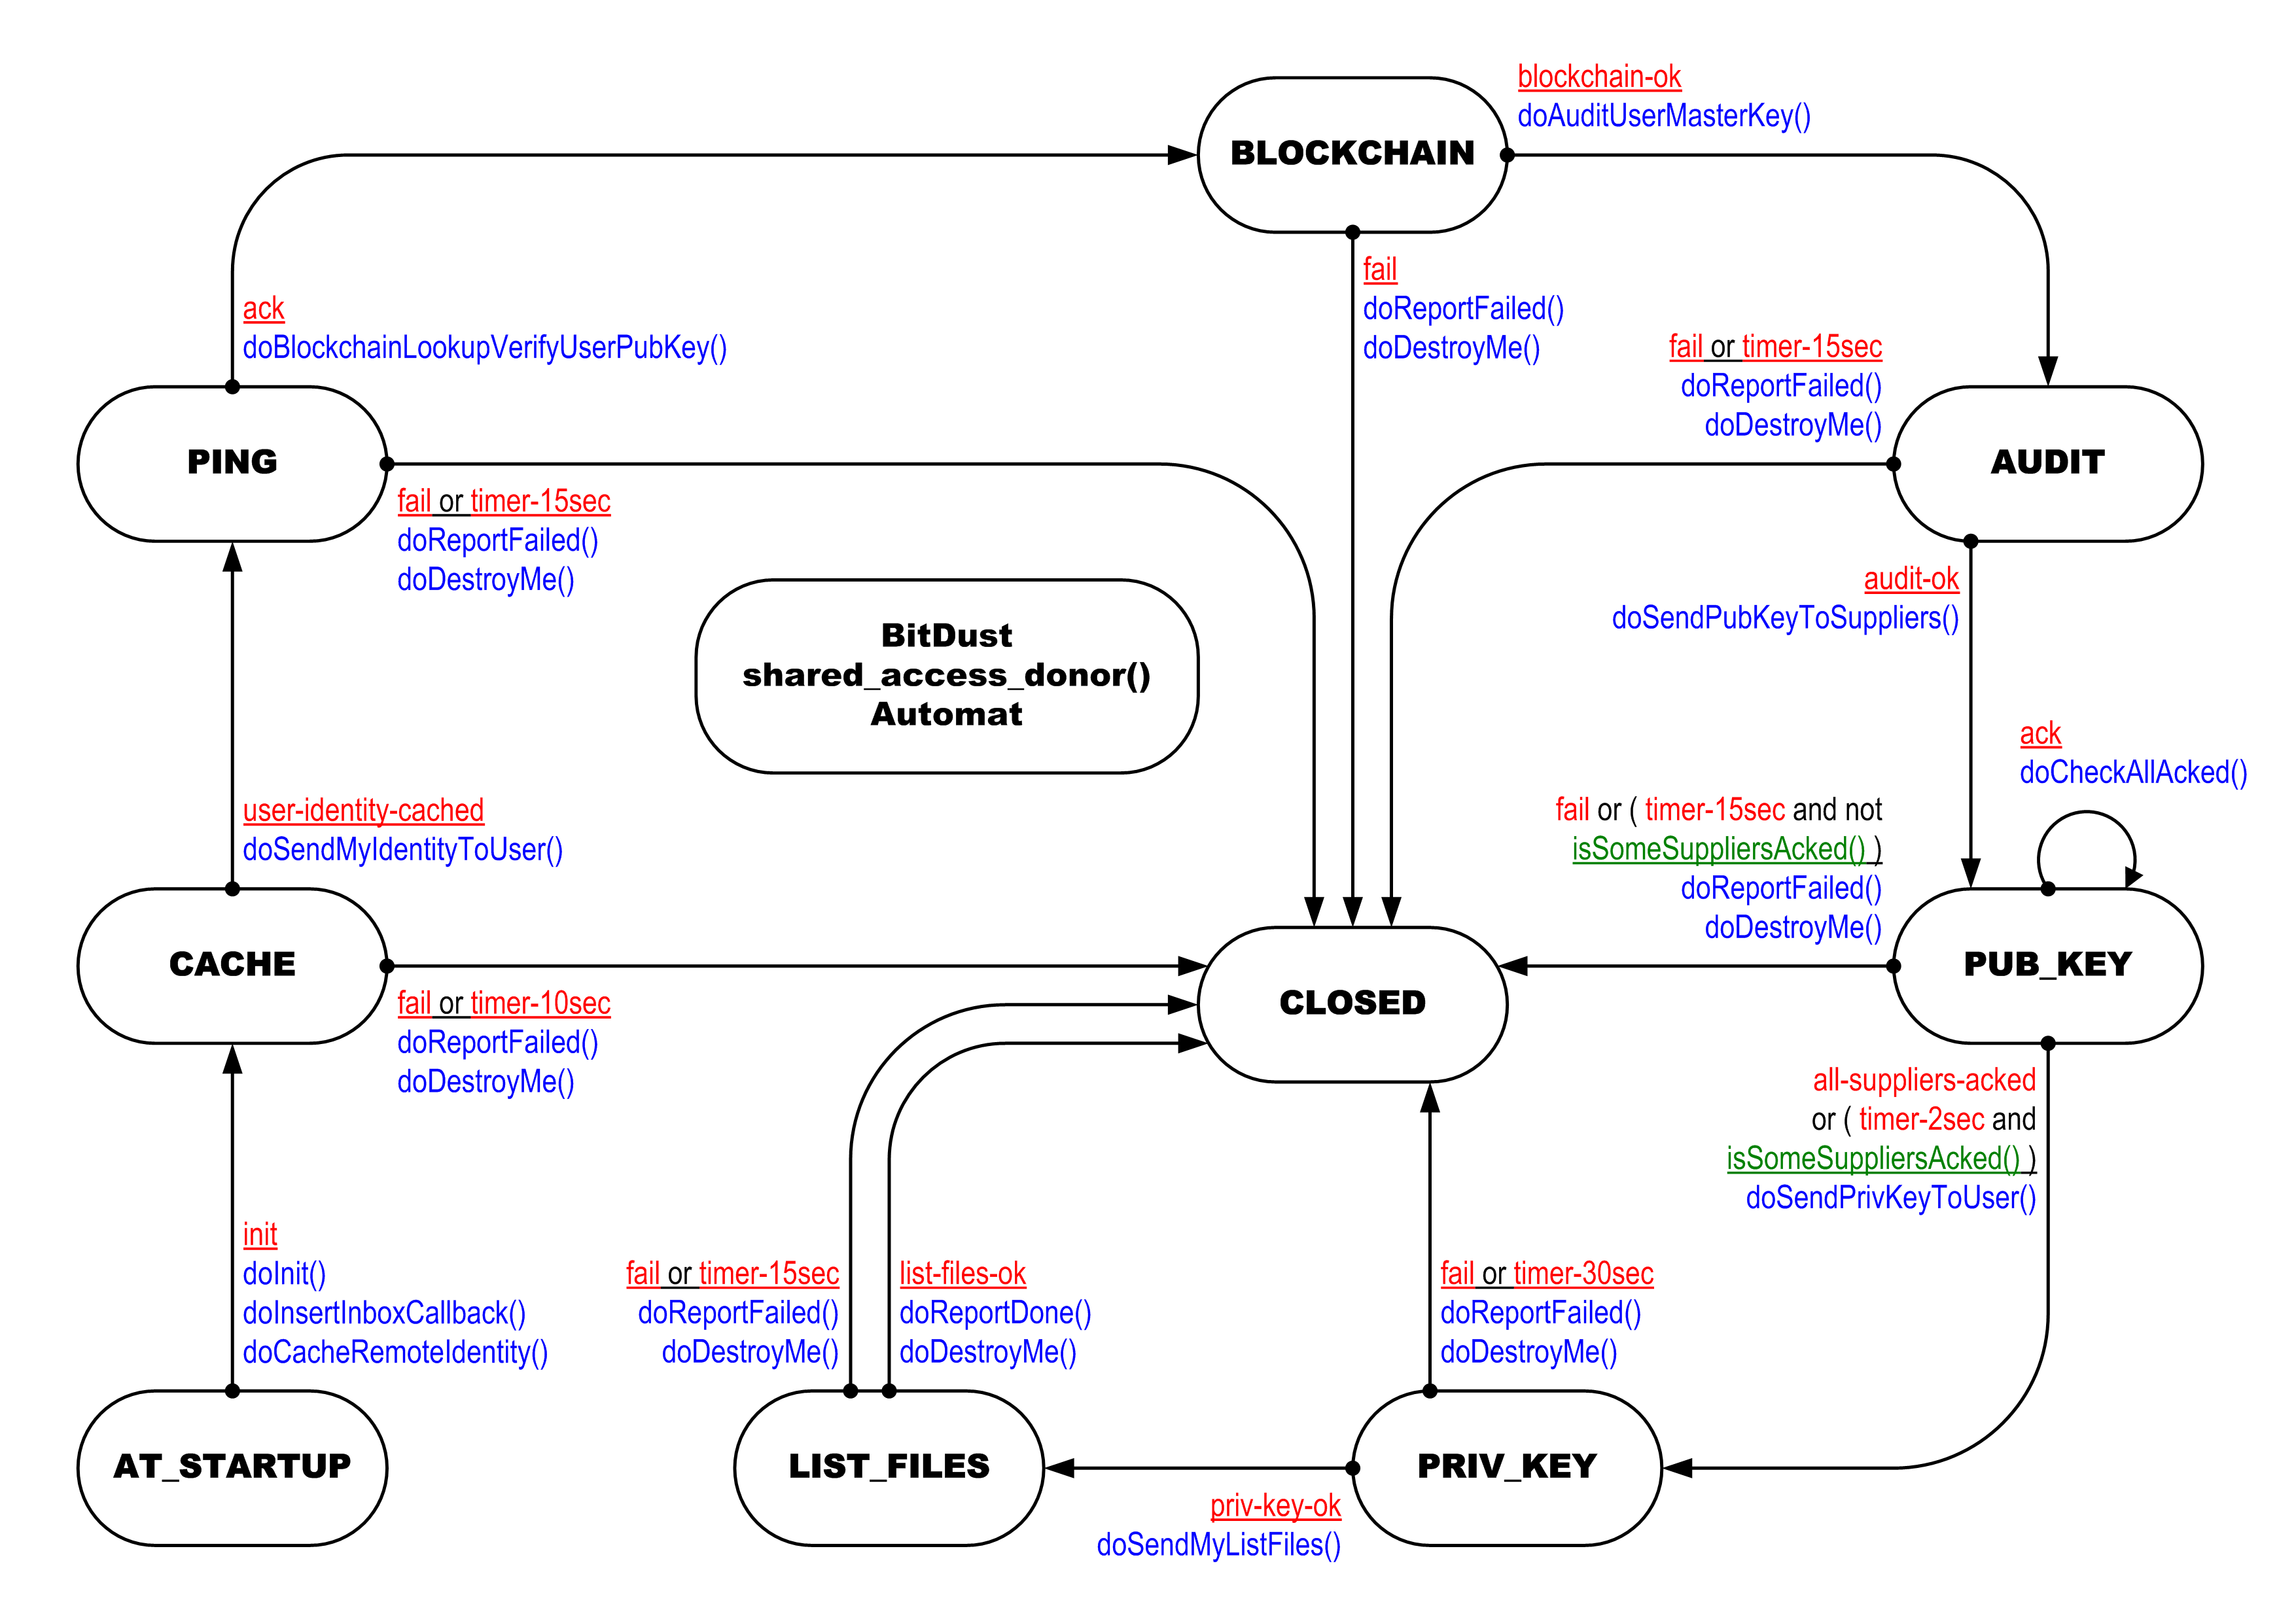 blockchain-ok
doAuditUserMasterKey()
BLOCKCHAIN
fail
doReportFailed()
doDestroyMe()
ack
doBlockchainLookupVerifyUserPubKey()
fail or timer-15sec
doReportFailed()
doDestroyMe()
PING
AUDIT
fail or timer-15sec
doReportFailed()
doDestroyMe()
audit-ok
doSendPubKeyToSuppliers()
BitDust
shared_access_donor()
Automat
ack
doCheckAllAcked()
user-identity-cached
doSendMyIdentityToUser()
fail or ( timer-15sec and not
isSomeSuppliersAcked() )
doReportFailed()
doDestroyMe()
CACHE
PUB_KEY
CLOSED
fail or timer-10sec
doReportFailed()
doDestroyMe()
all-suppliers-acked
or ( timer-2sec and
isSomeSuppliersAcked() )
doSendPrivKeyToUser()
init
doInit()
doInsertInboxCallback()
doCacheRemoteIdentity()
fail or timer-15sec
doReportFailed()
doDestroyMe()
list-files-ok
doReportDone()
doDestroyMe()
fail or timer-30sec
doReportFailed()
doDestroyMe()
AT_STARTUP
LIST_FILES
PRIV_KEY
priv-key-ok
doSendMyListFiles()